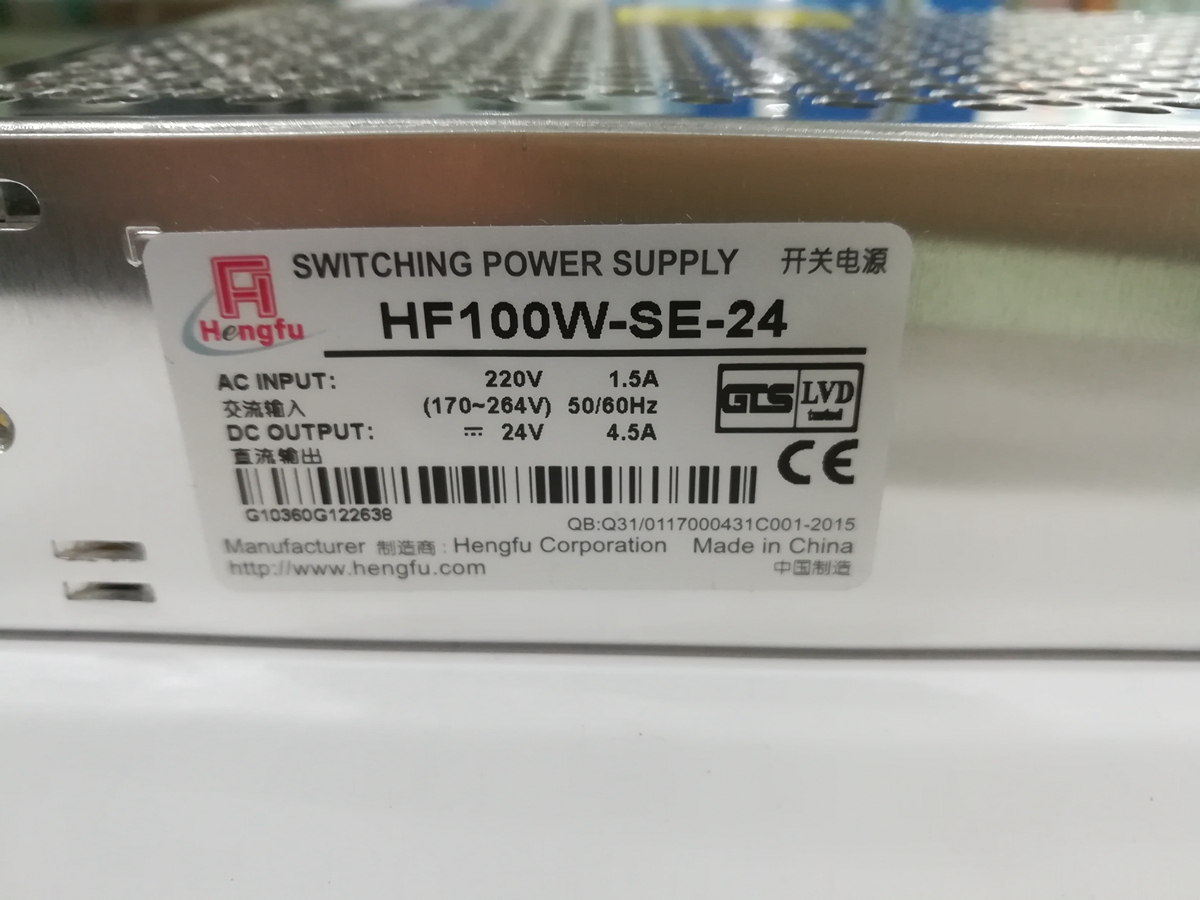 Hengfu
SWITCHING POWER SUPPLY 开关电源
HF100W-SE-24
AC INPUT: 220V 1.5A
交流输入 (170~264V) 50/60Hz
DC OUTPUT: ⎓ 24V 4.5A
直流输出
GTS LVD
tested
CE
G10360G122638
QB:Q31/0117000431C001-2015
Manufacturer 制造商: Hengfu Corporation Made in China
http://www.hengfu.com 中国制造